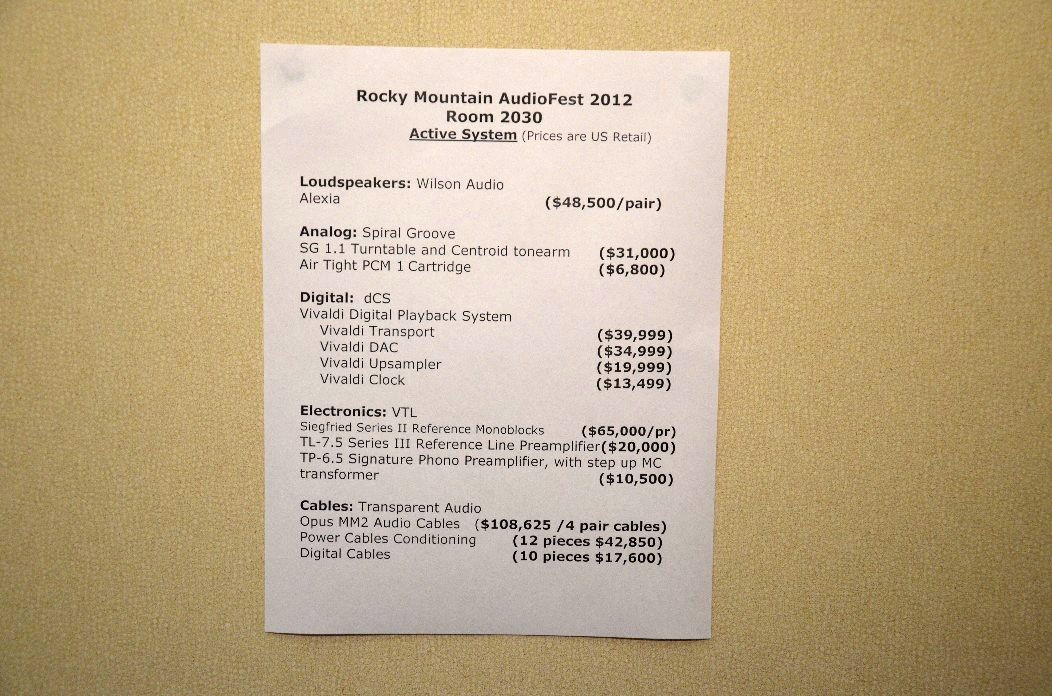 Rocky Mountain AudioFest 2012
Room 2030
Active System (Prices are US Retail)
Loudspeakers: Wilson Audio
Alexia ($48,500/pair)
Analog: Spiral Groove
SG 1.1 Turntable and Centroid tonearm ($31,000)
Air Tight PCM 1 Cartridge ($6,800)
Digital: dCS
Vivaldi Digital Playback System
Vivaldi Transport ($39,999)
Vivaldi DAC ($34,999)
Vivaldi Upsampler ($19,999)
Vivaldi Clock ($13,499)
Electronics: VTL
Siegfried Series II Reference Monoblocks ($65,000/pr)
TL-7.5 Series III Reference Line Preamplifier($20,000)
TP-6.5 Signature Phono Preamplifier, with step up MC
transformer ($10,500)
Cables: Transparent Audio
Opus MM2 Audio Cables ($108,625 /4 pair cables)
Power Cables Conditioning (12 pieces $42,850)
Digital Cables (10 pieces $17,600)